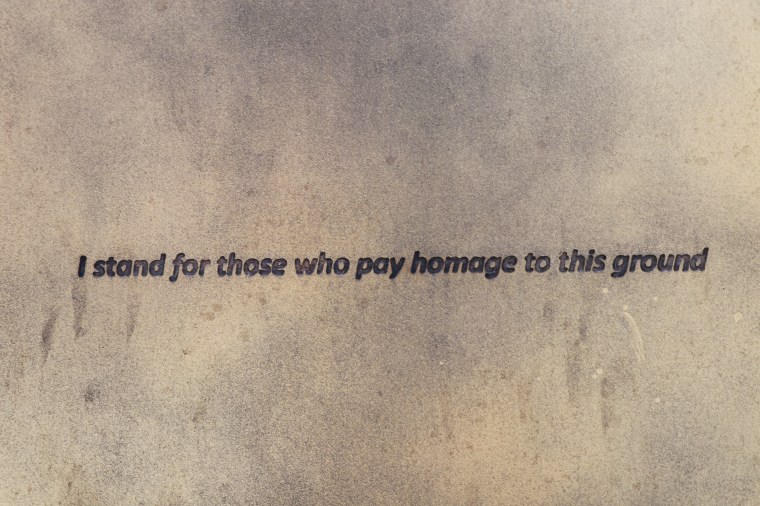 I stand for those who pay homage to this ground